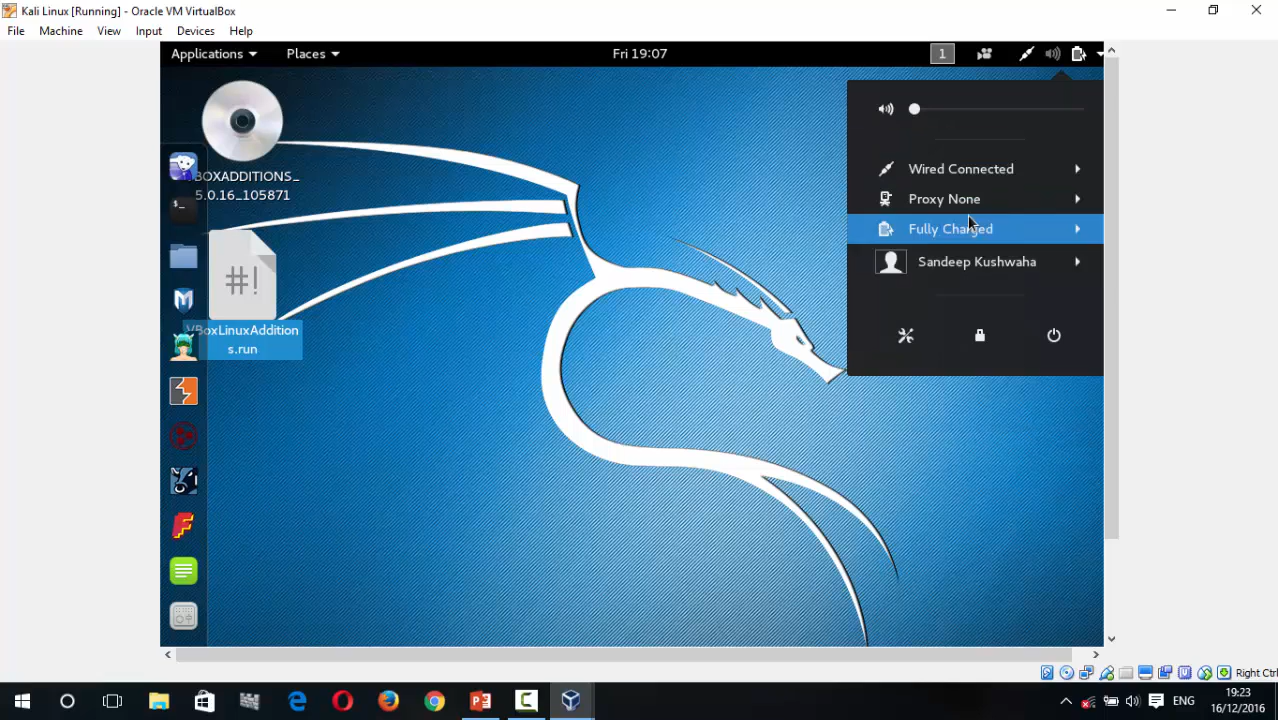 Kali Linux [Running] - Oracle VM VirtualBox
File Machine View Input Devices Help
Applications Places Fri 19:07 1
BOXADDITIONS_
5.0.16_105871
Wired Connected
Proxy None
Fully Charged
Sandeep Kushwaha
#!
VBoxLinuxAddition
s.run
Right Ctrl
ENG
19:23
16/12/2016